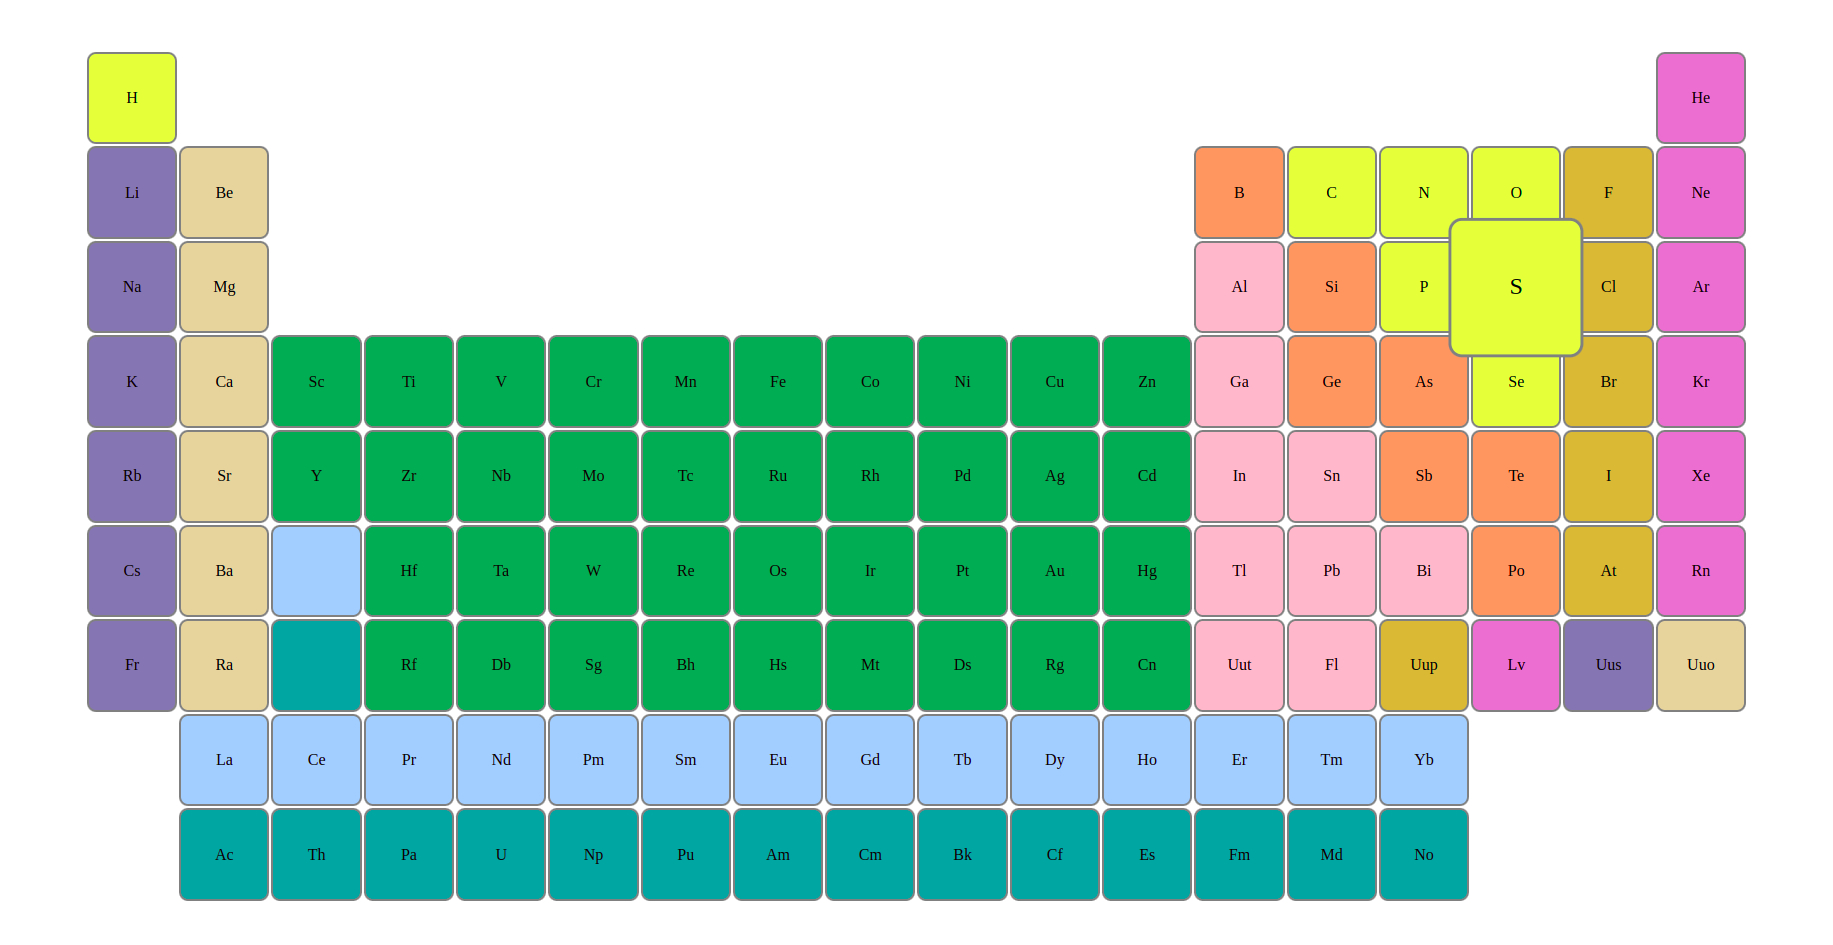 H He
Li Be B C N O F Ne
Na Mg Al Si P S Cl Ar
K Ca Sc Ti V Cr Mn Fe Co Ni Cu Zn Ga Ge As Se Br Kr
Rb Sr Y Zr Nb Mo Tc Ru Rh Pd Ag Cd In Sn Sb Te I Xe
Cs Ba Hf Ta W Re Os Ir Pt Au Hg Tl Pb Bi Po At Rn
Fr Ra Rf Db Sg Bh Hs Mt Ds Rg Cn Uut Fl Uup Lv Uus Uuo
La Ce Pr Nd Pm Sm Eu Gd Tb Dy Ho Er Tm Yb
Ac Th Pa U Np Pu Am Cm Bk Cf Es Fm Md No